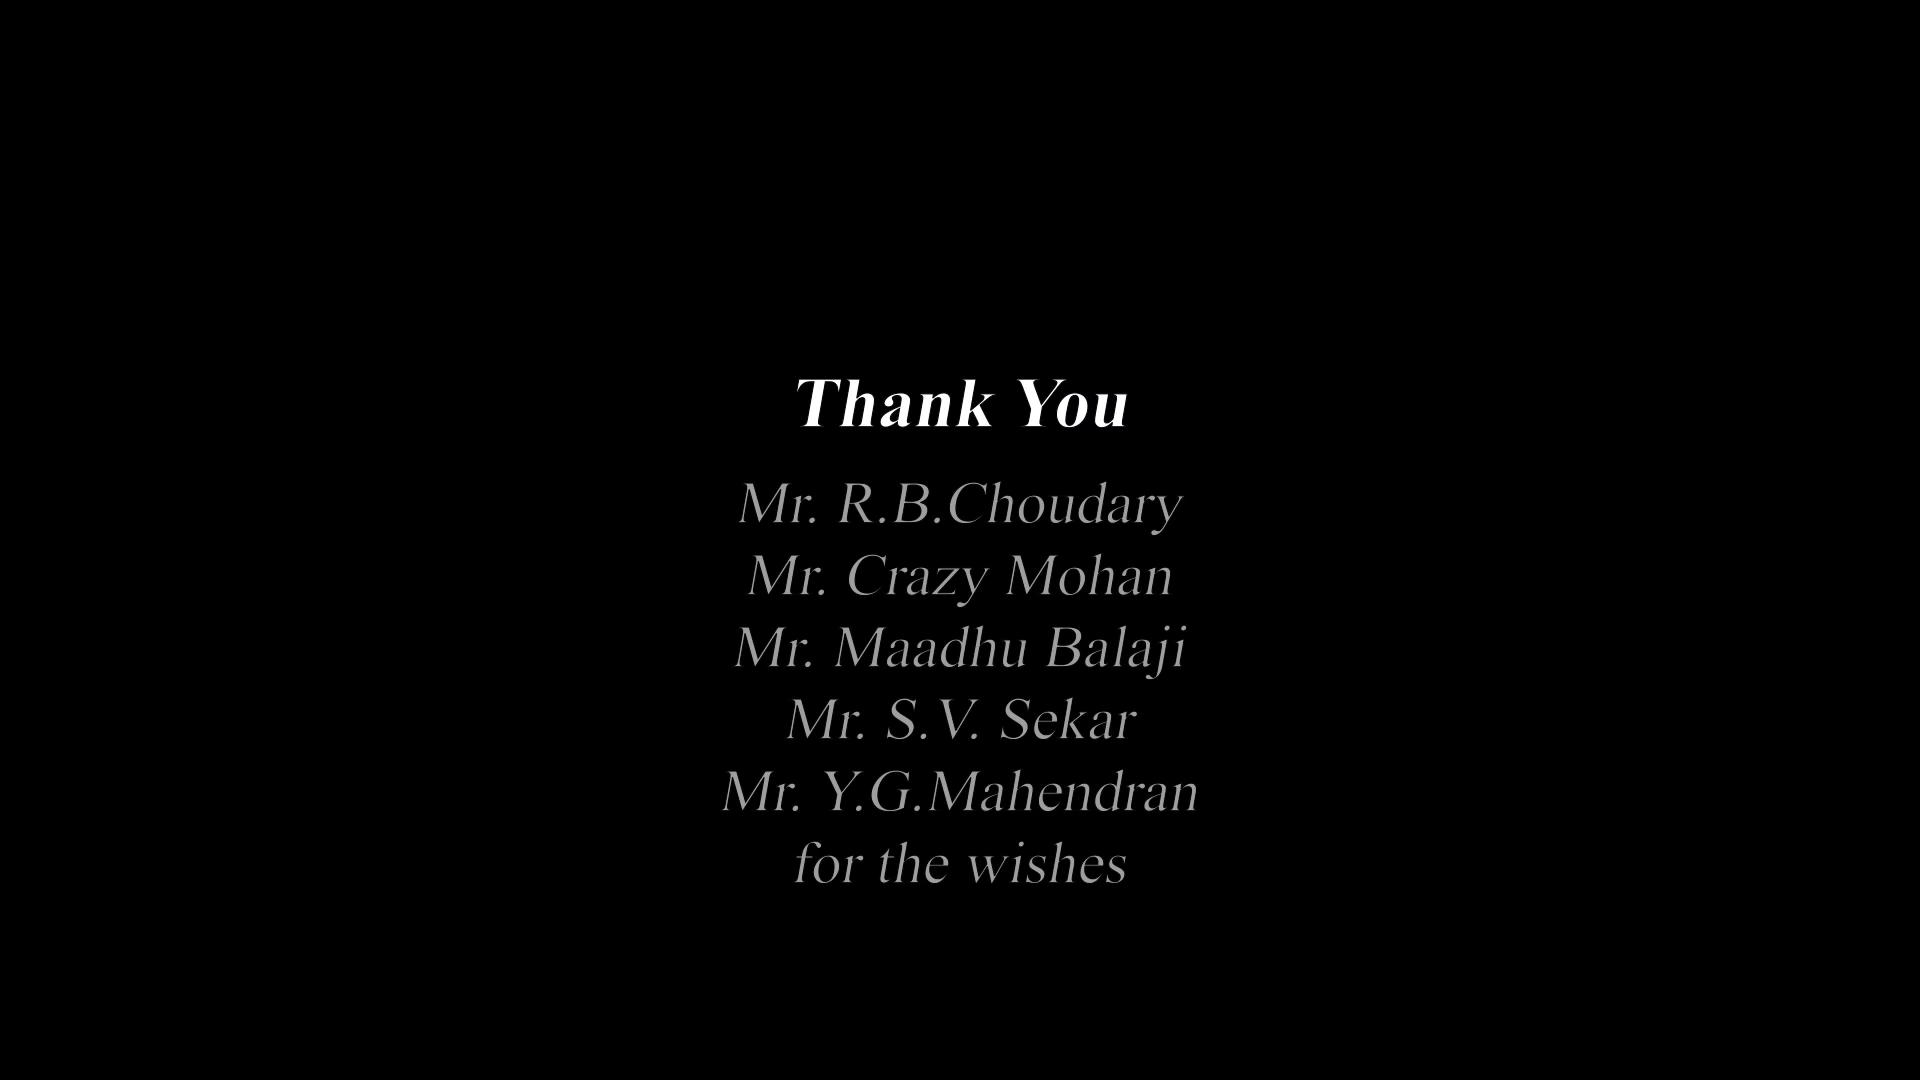 Thank You
Mr. R.B.Choudary
Mr. Crazy Mohan
Mr. Maadhu Balaji
Mr. S.V. Sekar
Mr. Y.G.Mahendran
for the wishes